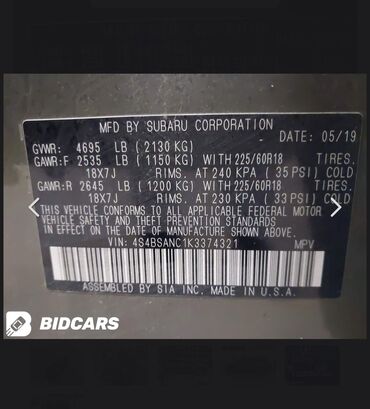 MFD BY SUBARU CORPORATION
DATE: 05/19
GVWR: 4695 LB (2130 KG)
GAWR:F 2535 LB (1150 KG) WITH 225/60R18 TIRES.
18X7J RIMS. AT 240 KPA (35 PSI) COLD
GAWR:R 2645 LB (1200 KG) WITH 225/60R18 TIRES.
18X7J RIMS. AT 230 KPA (33 PSI) COLD
THIS VEHICLE CONFORMS TO ALL APPLICABLE FEDERAL MOTOR
VEHICLE SAFETY, BUMPER, AND THEFT PREVENTION STANDARDS
IN EFFECT ON THE DATE OF MANUFACTURE SHOWN ABOVE.
VIN: 4S4BSANC1K3374321 MPV
ASSEMBLED BY SIA INC. MADE IN U.S.A.
BIDCARS